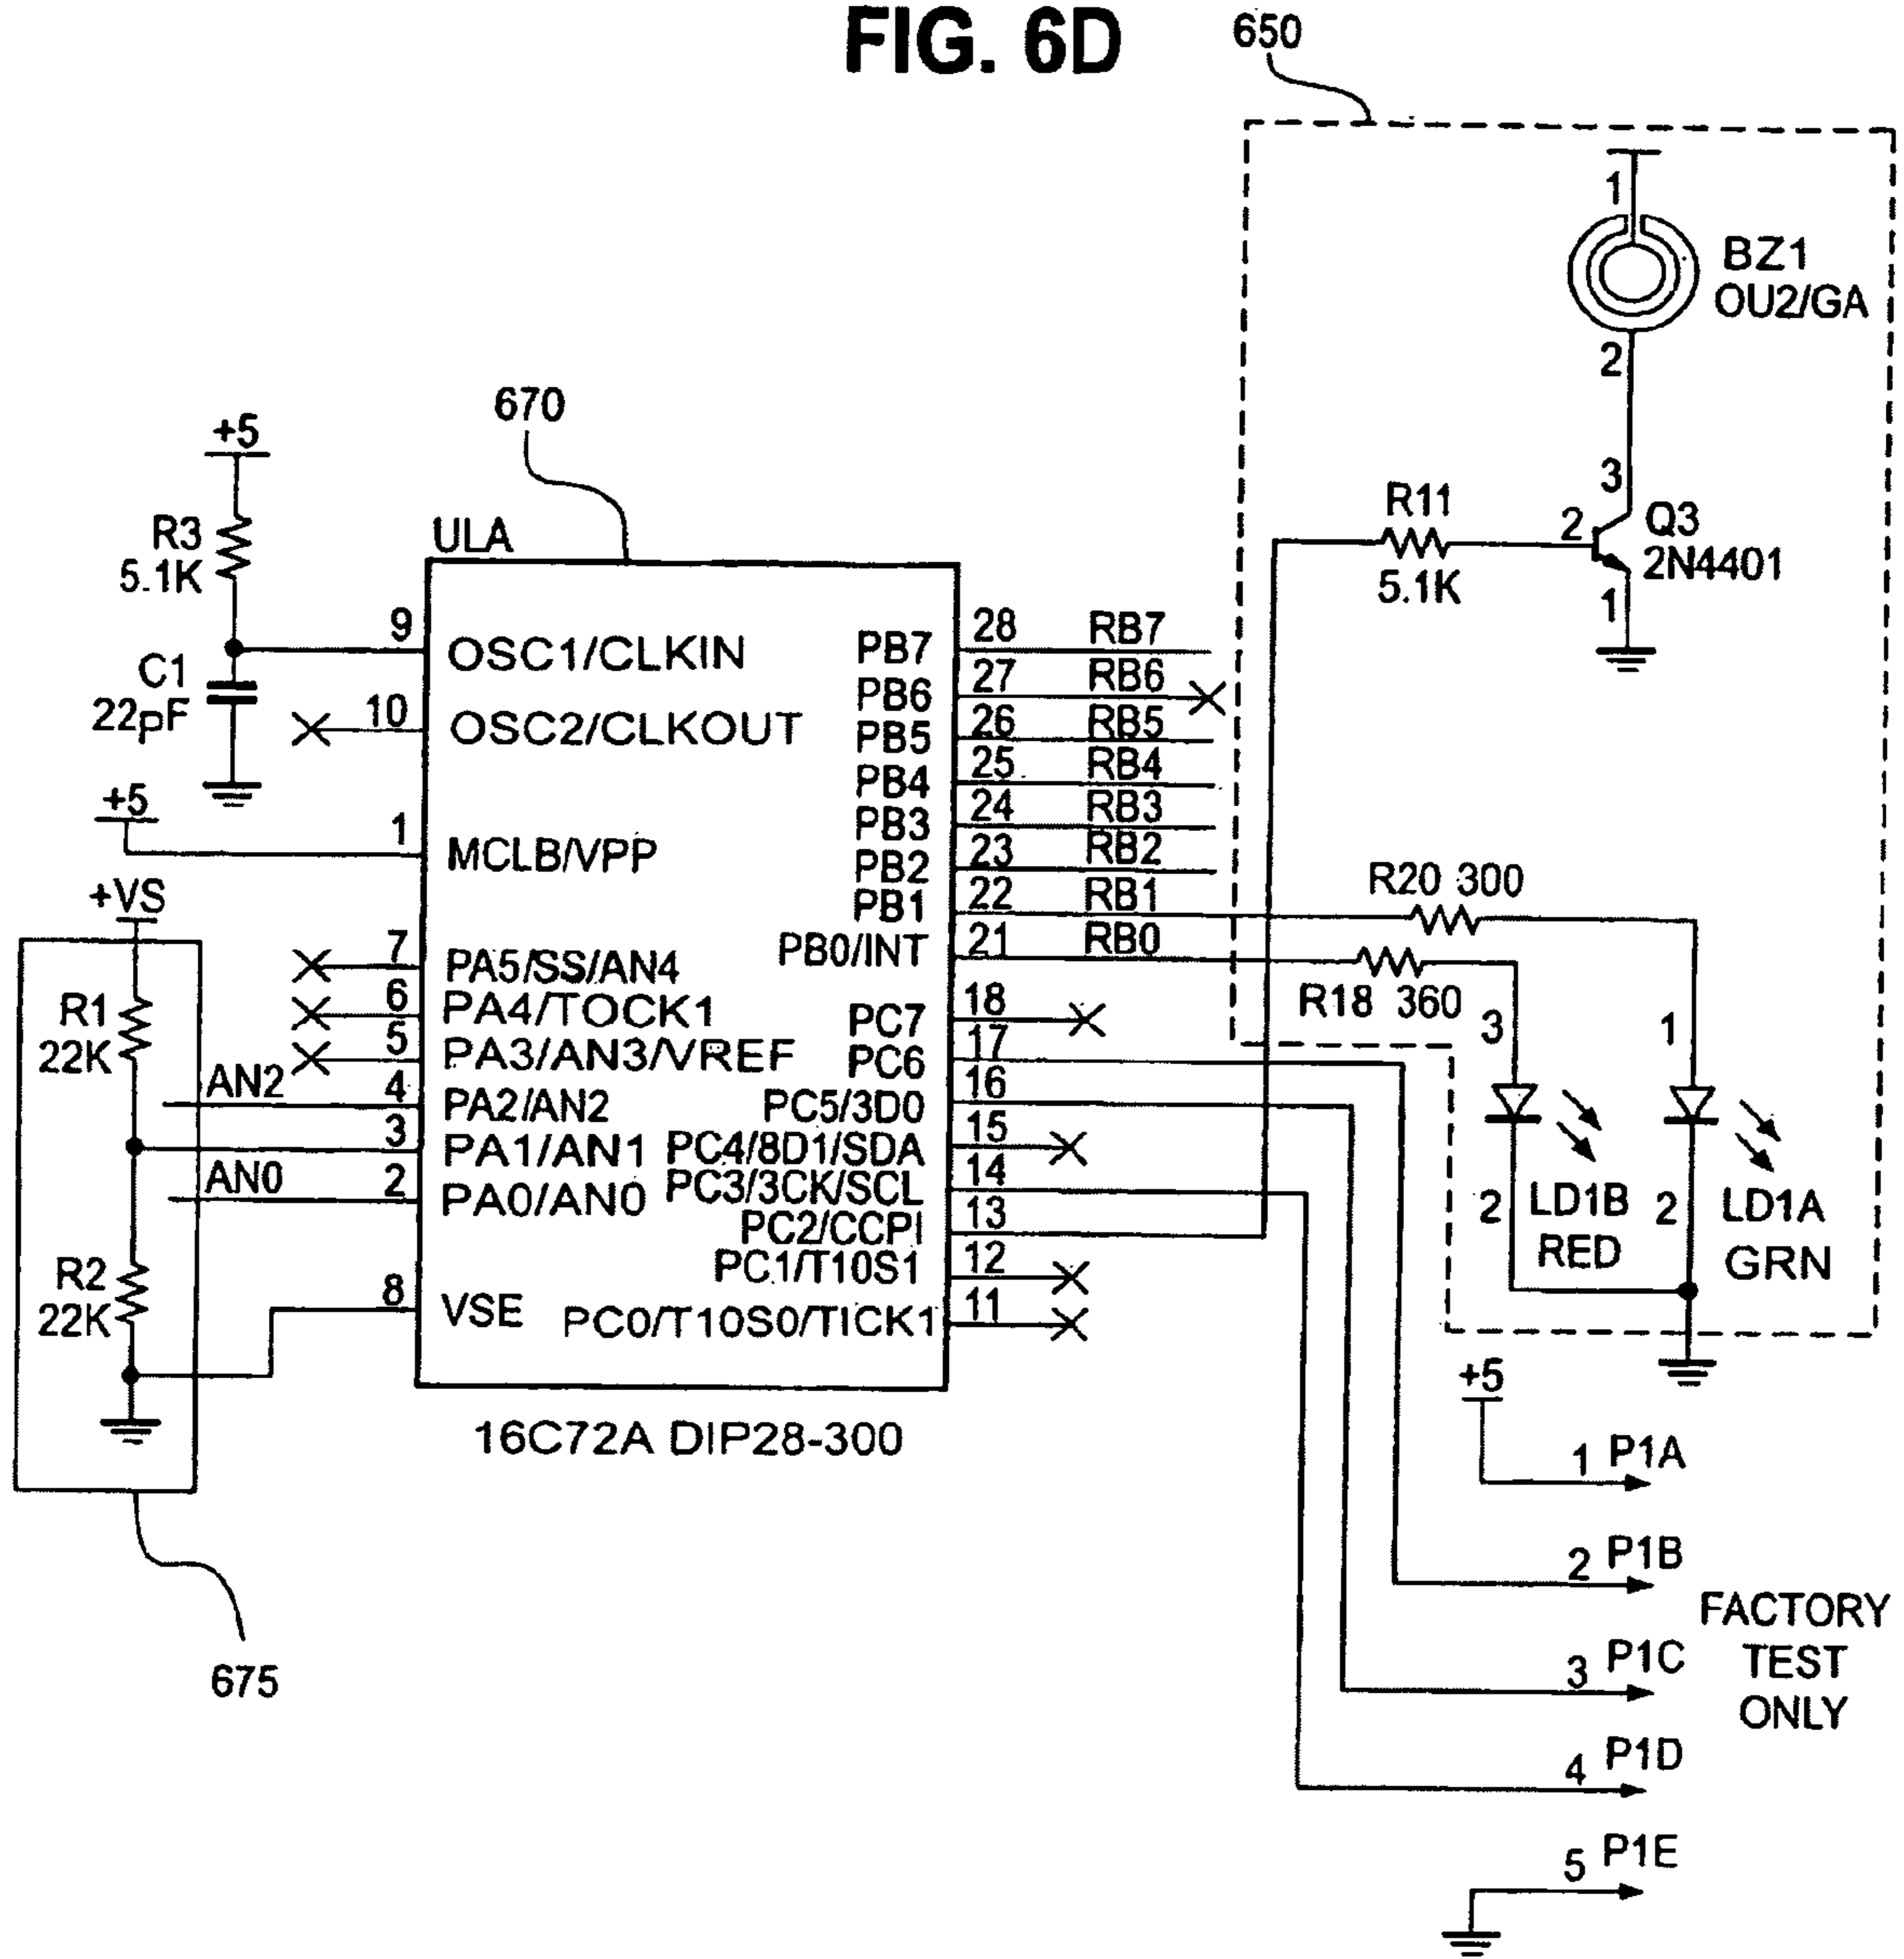 FIG. 6D
650
1
BZ1
OU2/GA
2
670
+5
R3
5.1K
C1
22pF
ULA
3
R11
5.1K
2
Q3
2N4401
1
9
OSC1/CLKIN
10
OSC2/CLKOUT
+5
1
MCLB/VPP
+VS
7
PA5/SS/AN4
6
PA4/TOCK1
5
PA3/AN3/VREF
AN2
4
PA2/AN2
3
PA1/AN1
AN0
2
PA0/AN0
8
VSE
R1
22K
R2
22K
PB7
28
RB7
PB6
27
RB6
PB5
26
RB5
PB4
25
RB4
PB3
24
RB3
PB2
23
RB2
PB1
22
RB1
PB0/INT
21
RB0
PC7
18
PC6
17
PC5/3D0
16
PC4/8D1/SDA
15
PC3/3CK/SCL
14
PC2/CCPI
13
PC1/T10S1
12
PC0/T10S0/TICK1
11
16C72A DIP28-300
R20 300
R18 360
3
1
2
LD1B
RED
2
LD1A
GRN
675
+5
1
P1A
2
P1B
3
P1C
4
P1D
5
P1E
FACTORY
TEST
ONLY